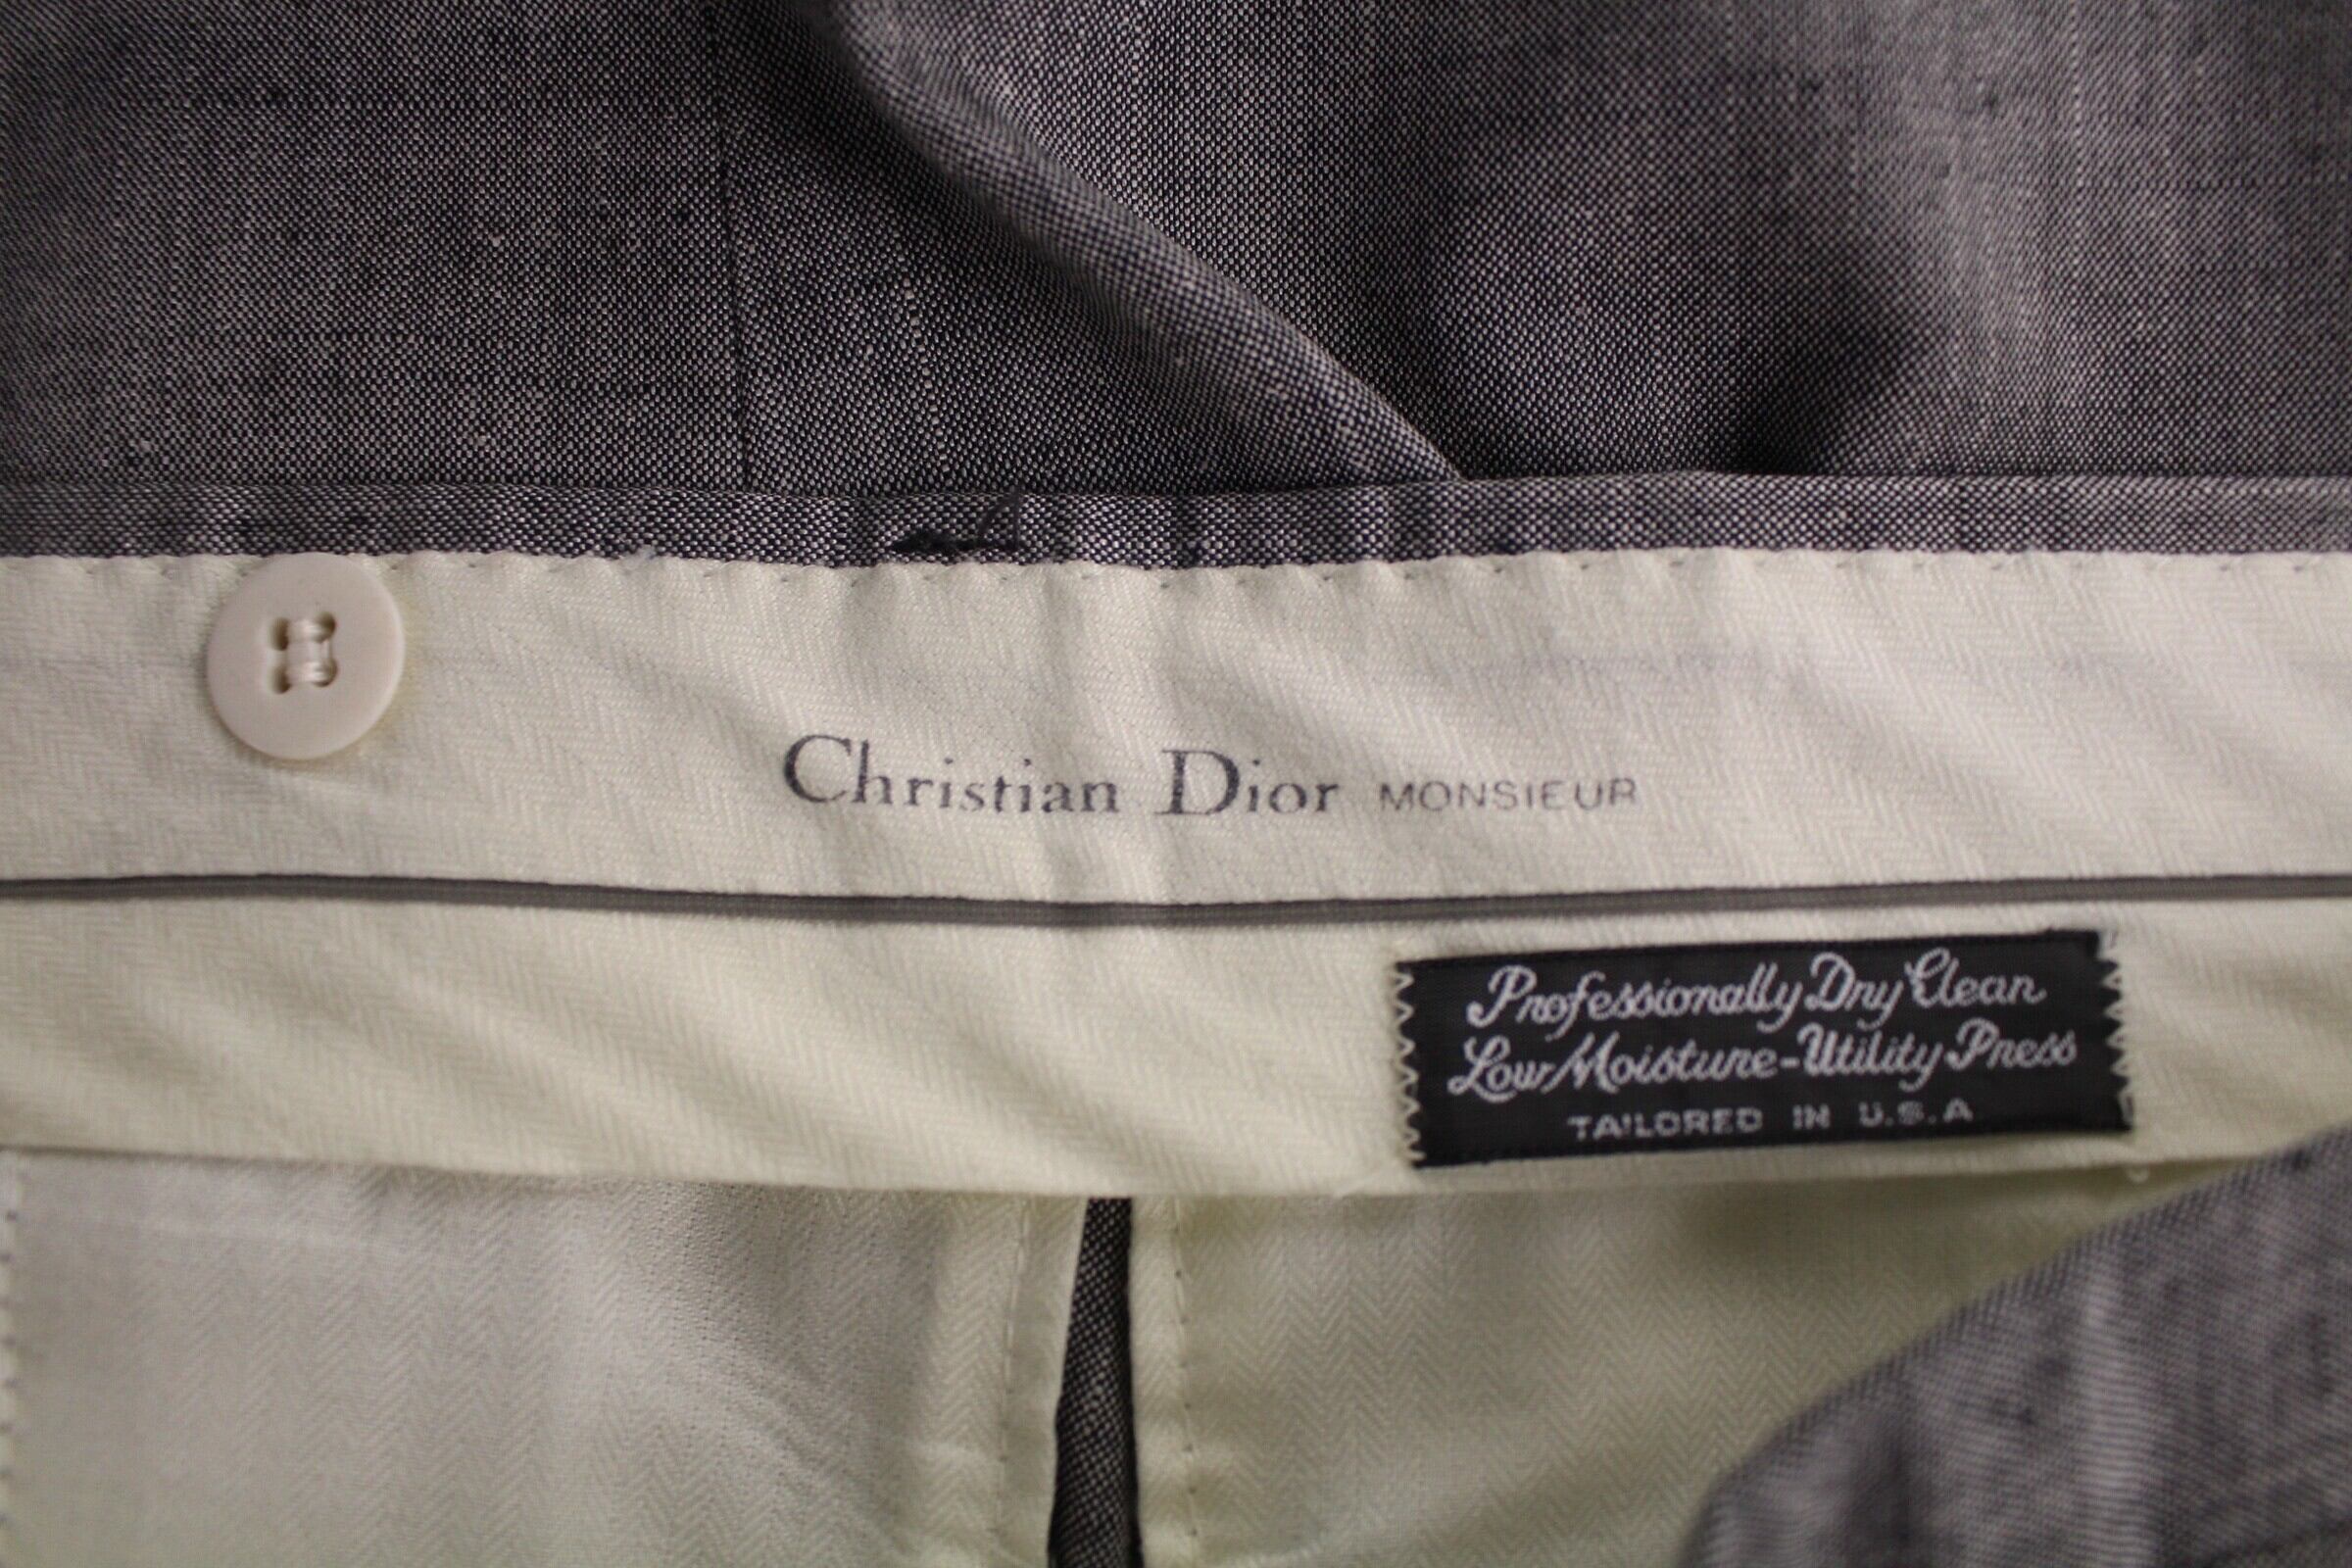 Christian Dior MONSIEUR
Professionally Dry Clean
Low Moisture-Utility Press
TAILORED IN U.S.A